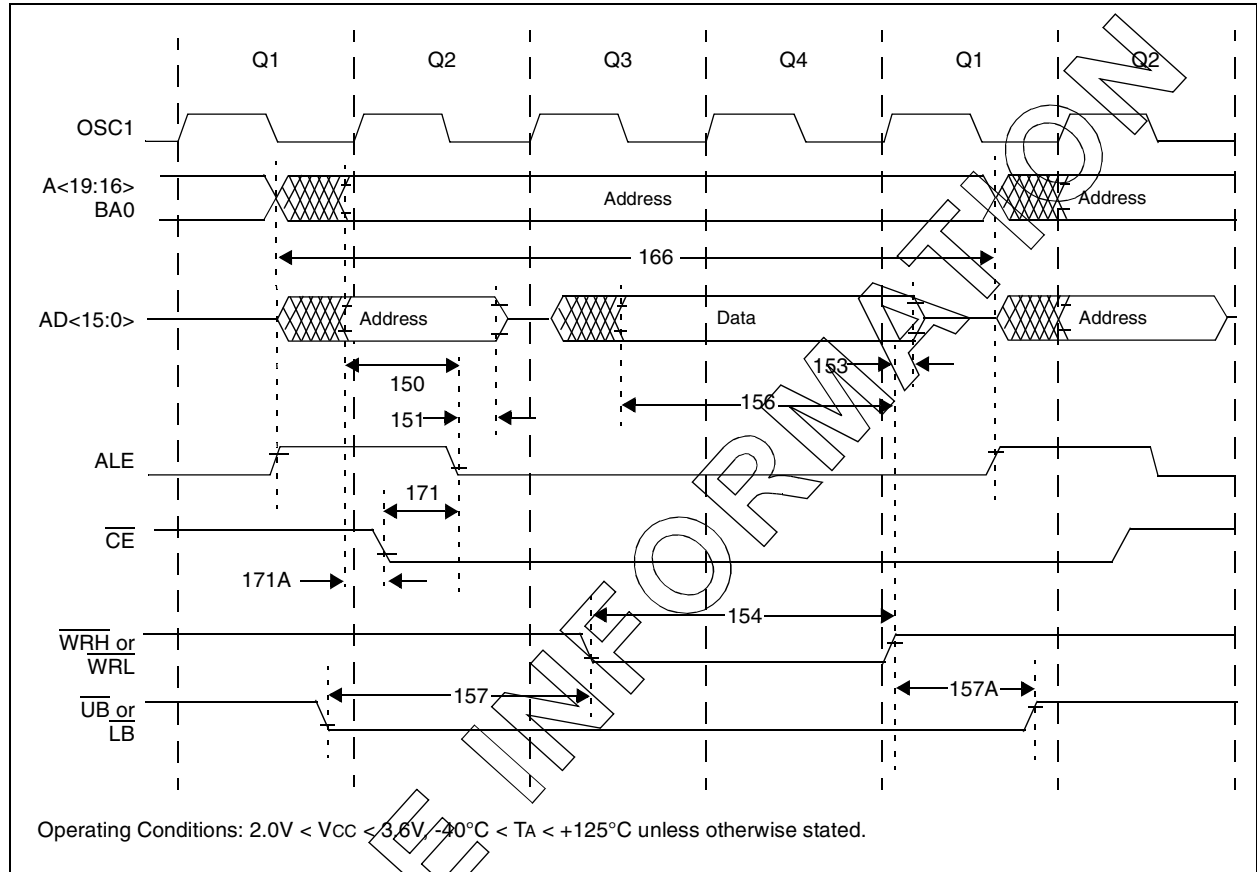 Q1 Q2 Q3 Q4 Q1 Q2
OSC1
A<19:16>
BA0
Address Address
166
AD<15:0>
Address Data Address
150
153
151
156
ALE
171
CE
171A
154
WRH or
WRL
157
157A
UB or
LB
Operating Conditions: 2.0V < VCC < 3.6V, -40°C < TA < +125°C unless otherwise stated.
E INFORMATION